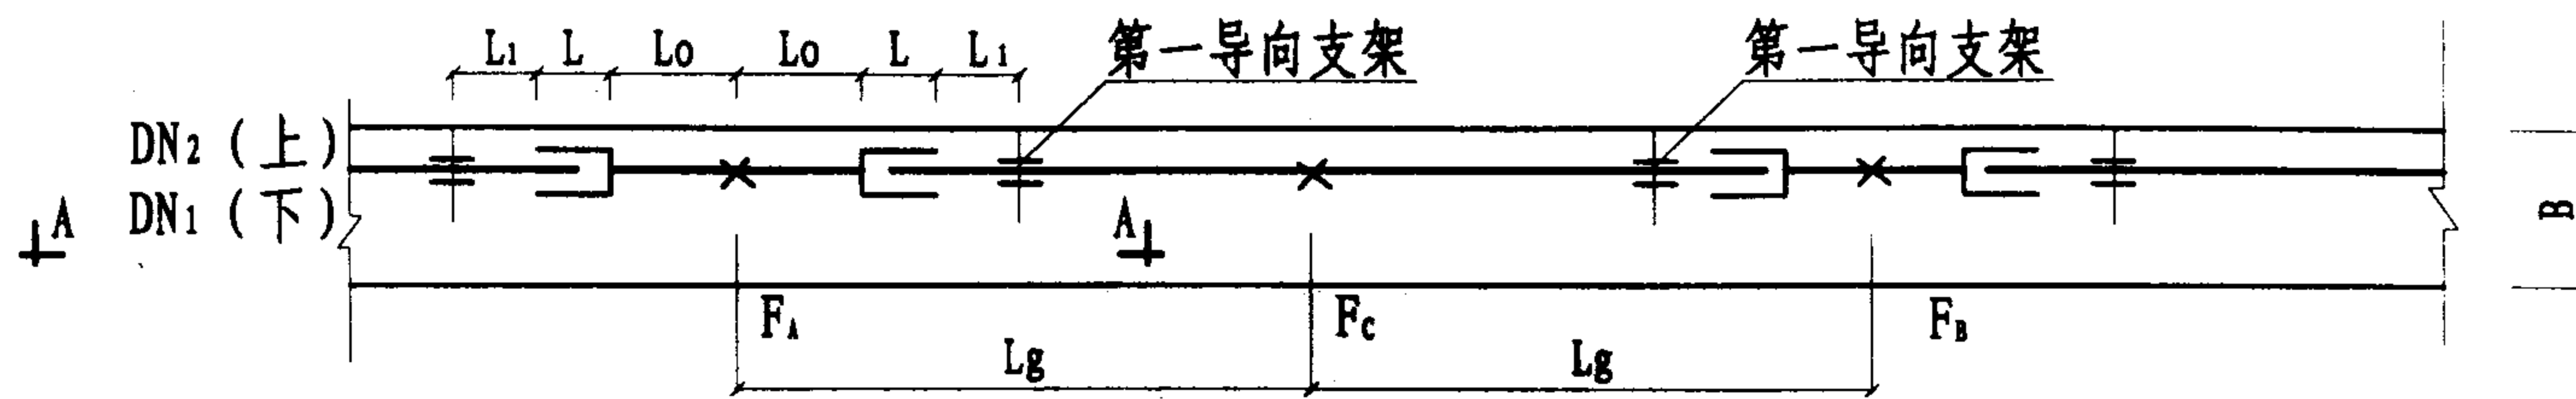 L1 L L0 L0 L L1 第一导向支架 第一导向支架
DN2 (上)
DN1 (下)
A A B
FA FC FB
Lg Lg